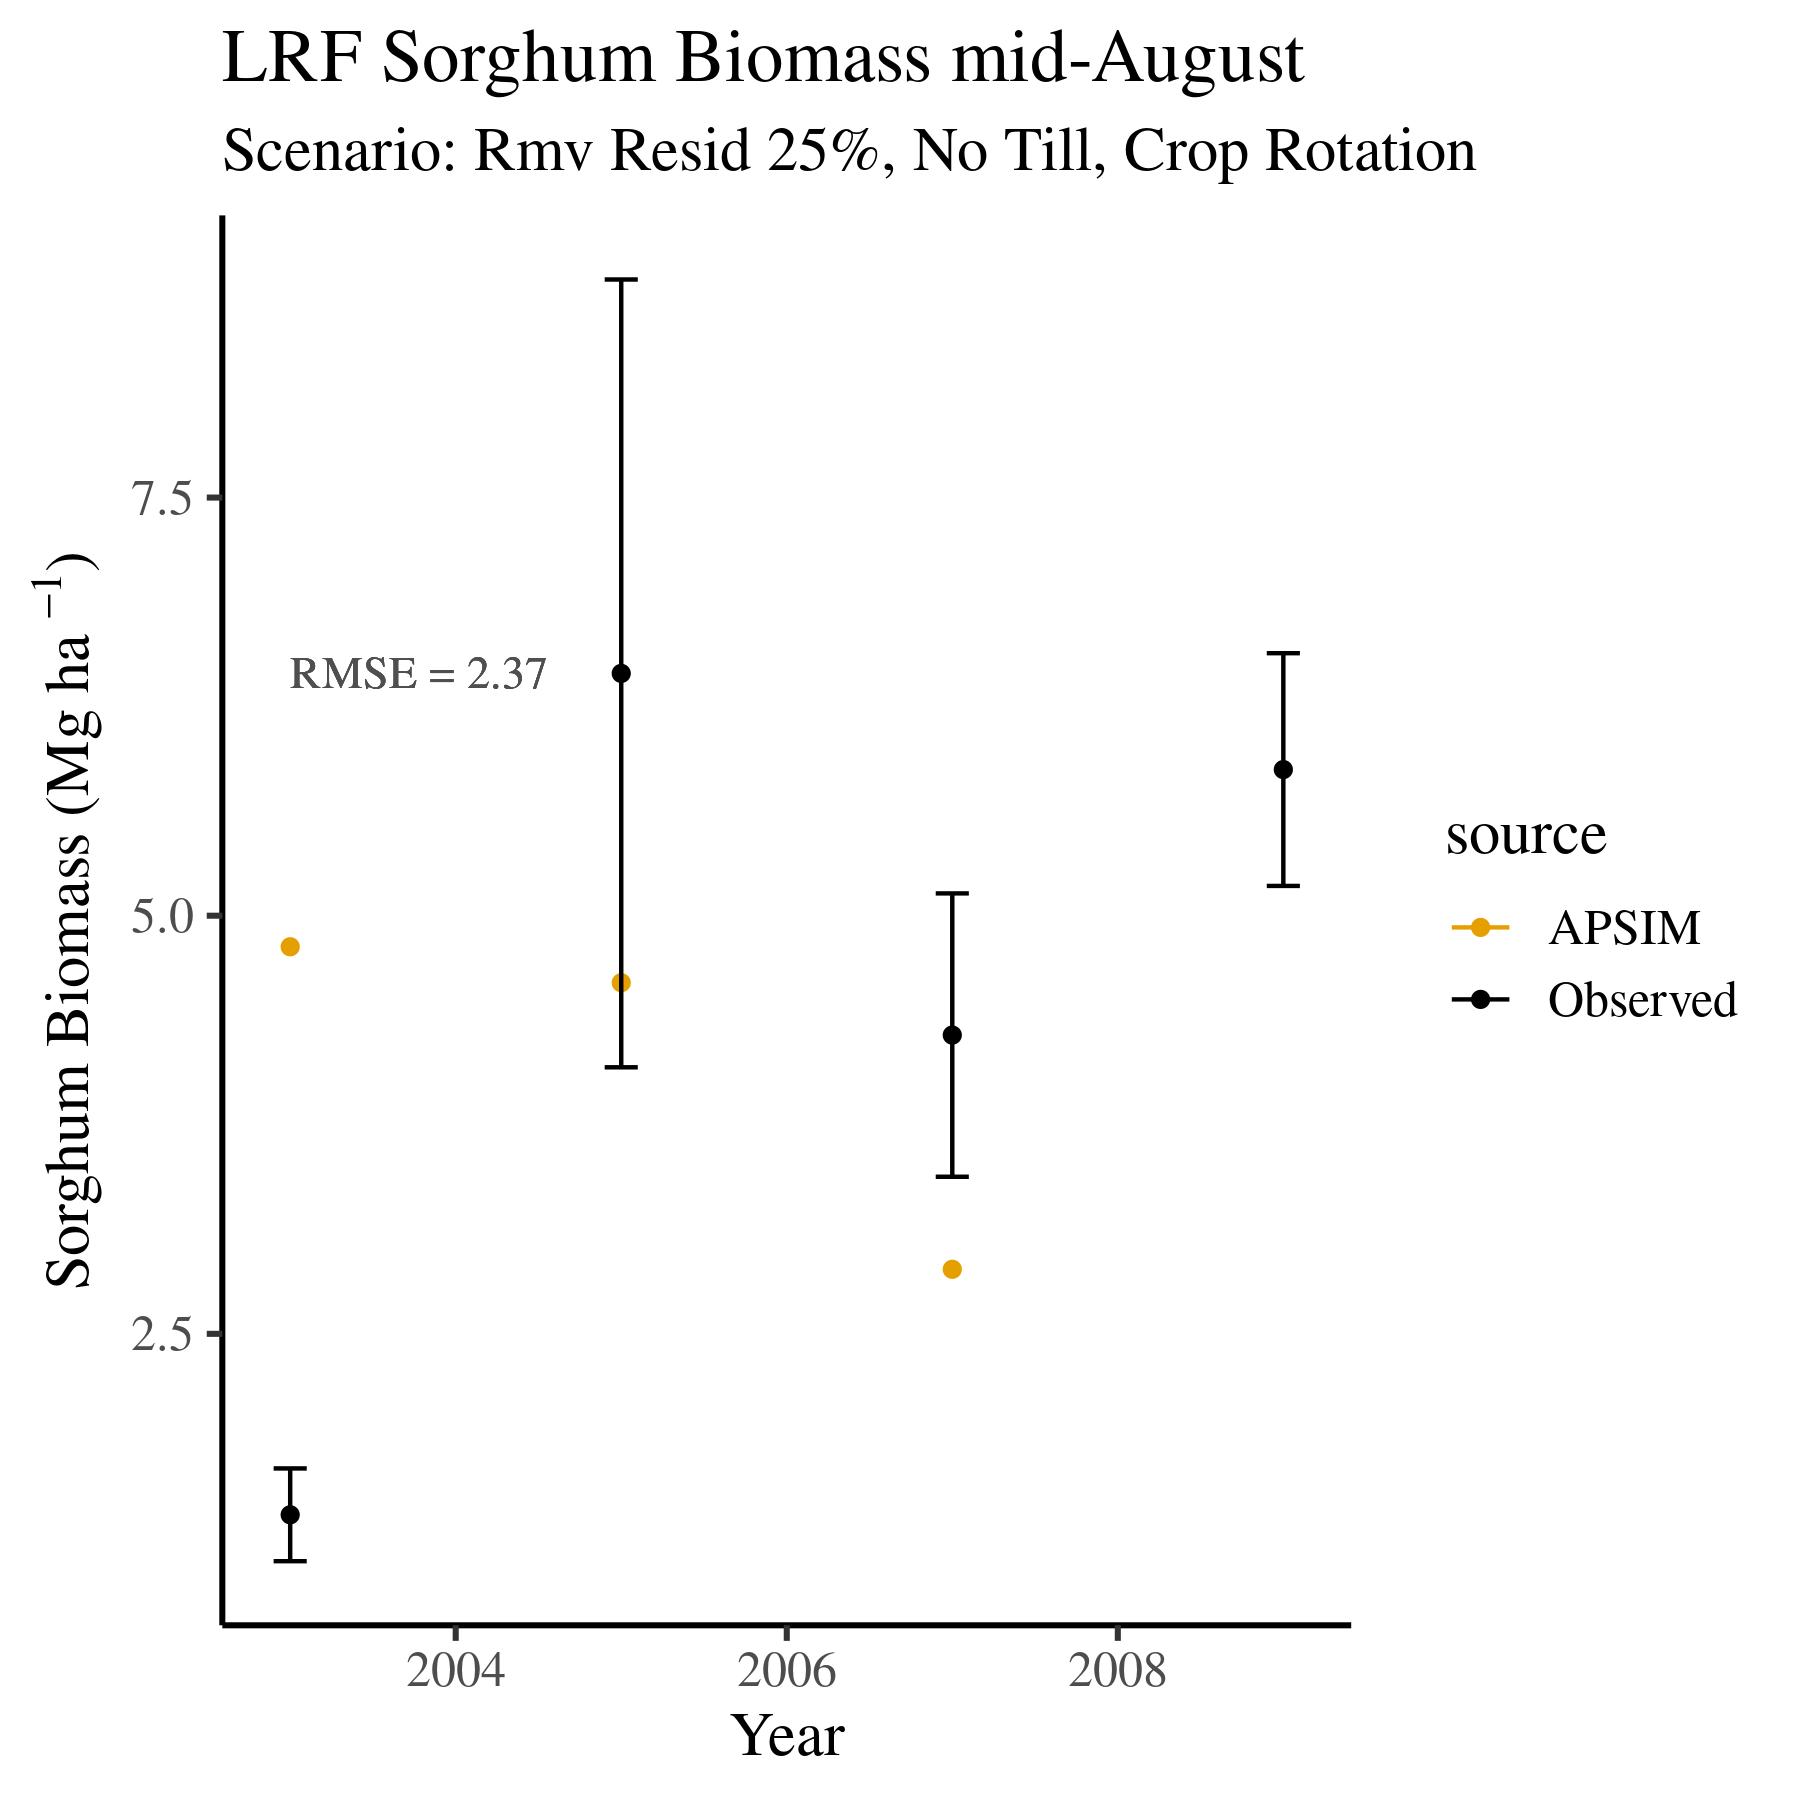 LRF Sorghum Biomass mid-August
Scenario: Rmv Resid 25%, No Till, Crop Rotation
Sorghum Biomass (Mg ha −1)
7.5
5.0
2.5
RMSE = 2.37
source
APSIM
Observed
2004
2006
2008
Year